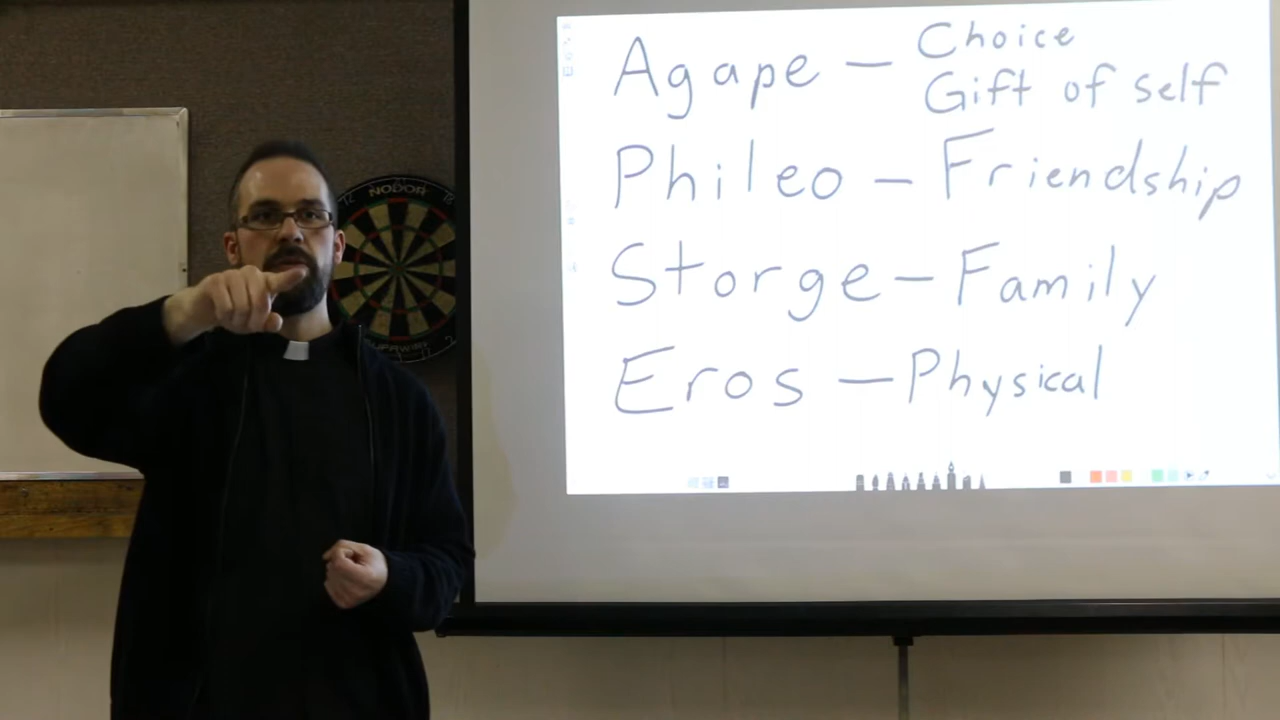 NODOR
Agape — Choice
Gift of self
Phileo — Friendship
Storge — Family
Eros — Physical